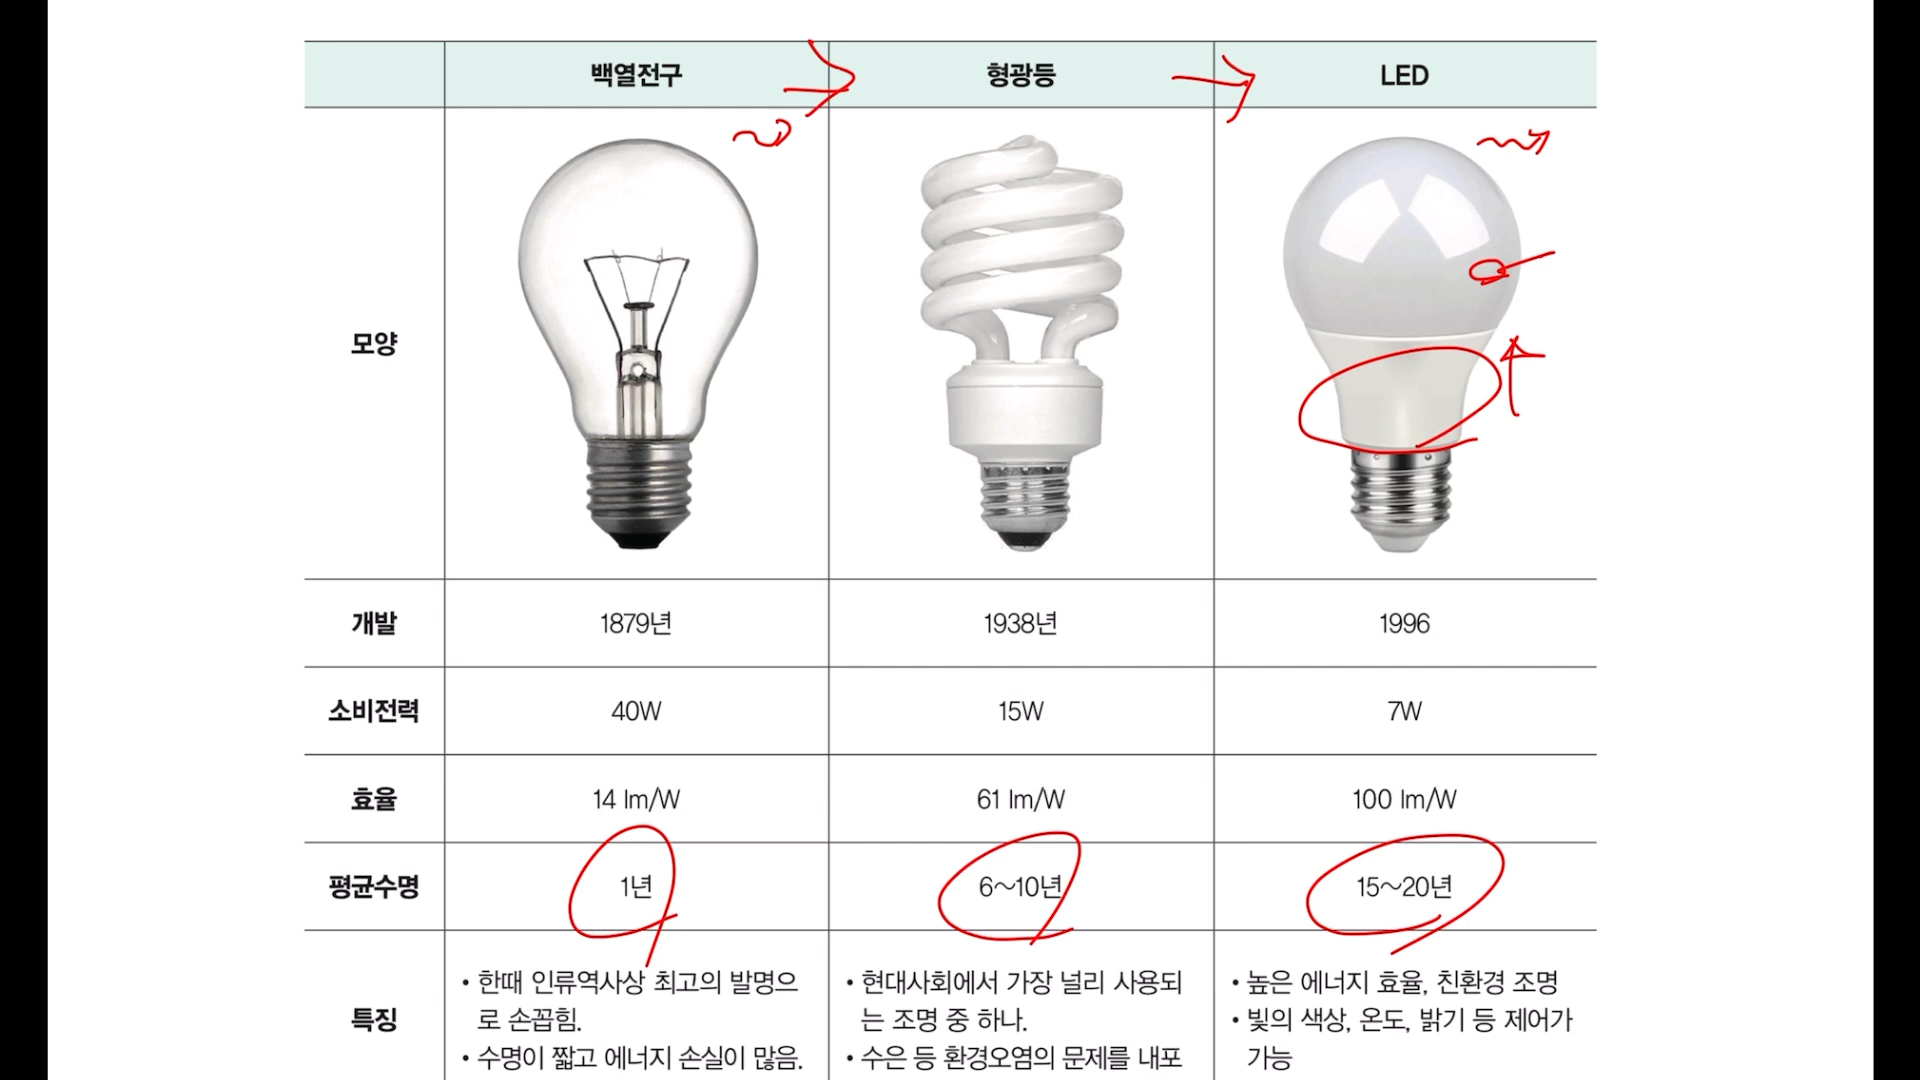 백열전구 형광등 LED
모양
개발 1879년 1938년 1996
소비전력 40W 15W 7W
효율 14 lm/W 61 lm/W 100 lm/W
평균수명 1년 6~10년 15~20년
특징
• 한때 인류역사상 최고의 발명으
로 손꼽힘.
• 수명이 짧고 에너지 손실이 많음.
• 현대사회에서 가장 널리 사용되
는 조명 중 하나.
• 수은 등 환경오염의 문제를 내포
• 높은 에너지 효율, 친환경 조명
• 빛의 색상, 온도, 밝기 등 제어가
가능